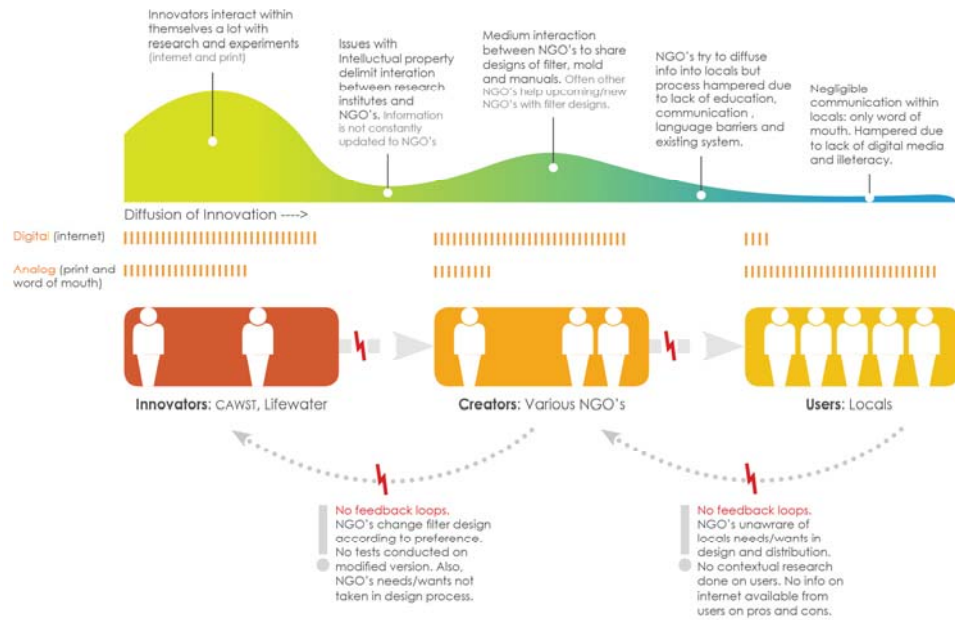 Innovators interact within
themselves a lot with
research and experiments
(internet and print)
Issues with
Intellectual property
delimit interation
between research
institutes and
NGO's. Information
is not constantly
updated to NGO's
Medium interaction
between NGO's to share
designs of filter, mold
and manuals. Often other
NGO's help upcoming/new
NGO's with filter designs.
NGO's try to diffuse
info into locals but
process hampered due
to lack of education,
communication ,
language barriers and
existing system.
Negligible
communication within
locals: only word of
mouth. Hampered due
to lack of digital media
and illeteracy.
Diffusion of Innovation ---->
Digital (internet)
Analog (print and
word of mouth)
Innovators: CAWST, Lifewater
Creators: Various NGO's
Users: Locals
No feedback loops.
NGO's change filter design
according to preference.
No tests conducted on
modified version. Also,
NGO's needs/wants not
taken in design process.
No feedback loops.
NGO's unaware of
locals needs/wants in
design and distribution.
No contextual research
done on users. No info on
internet available from
users on pros and cons.